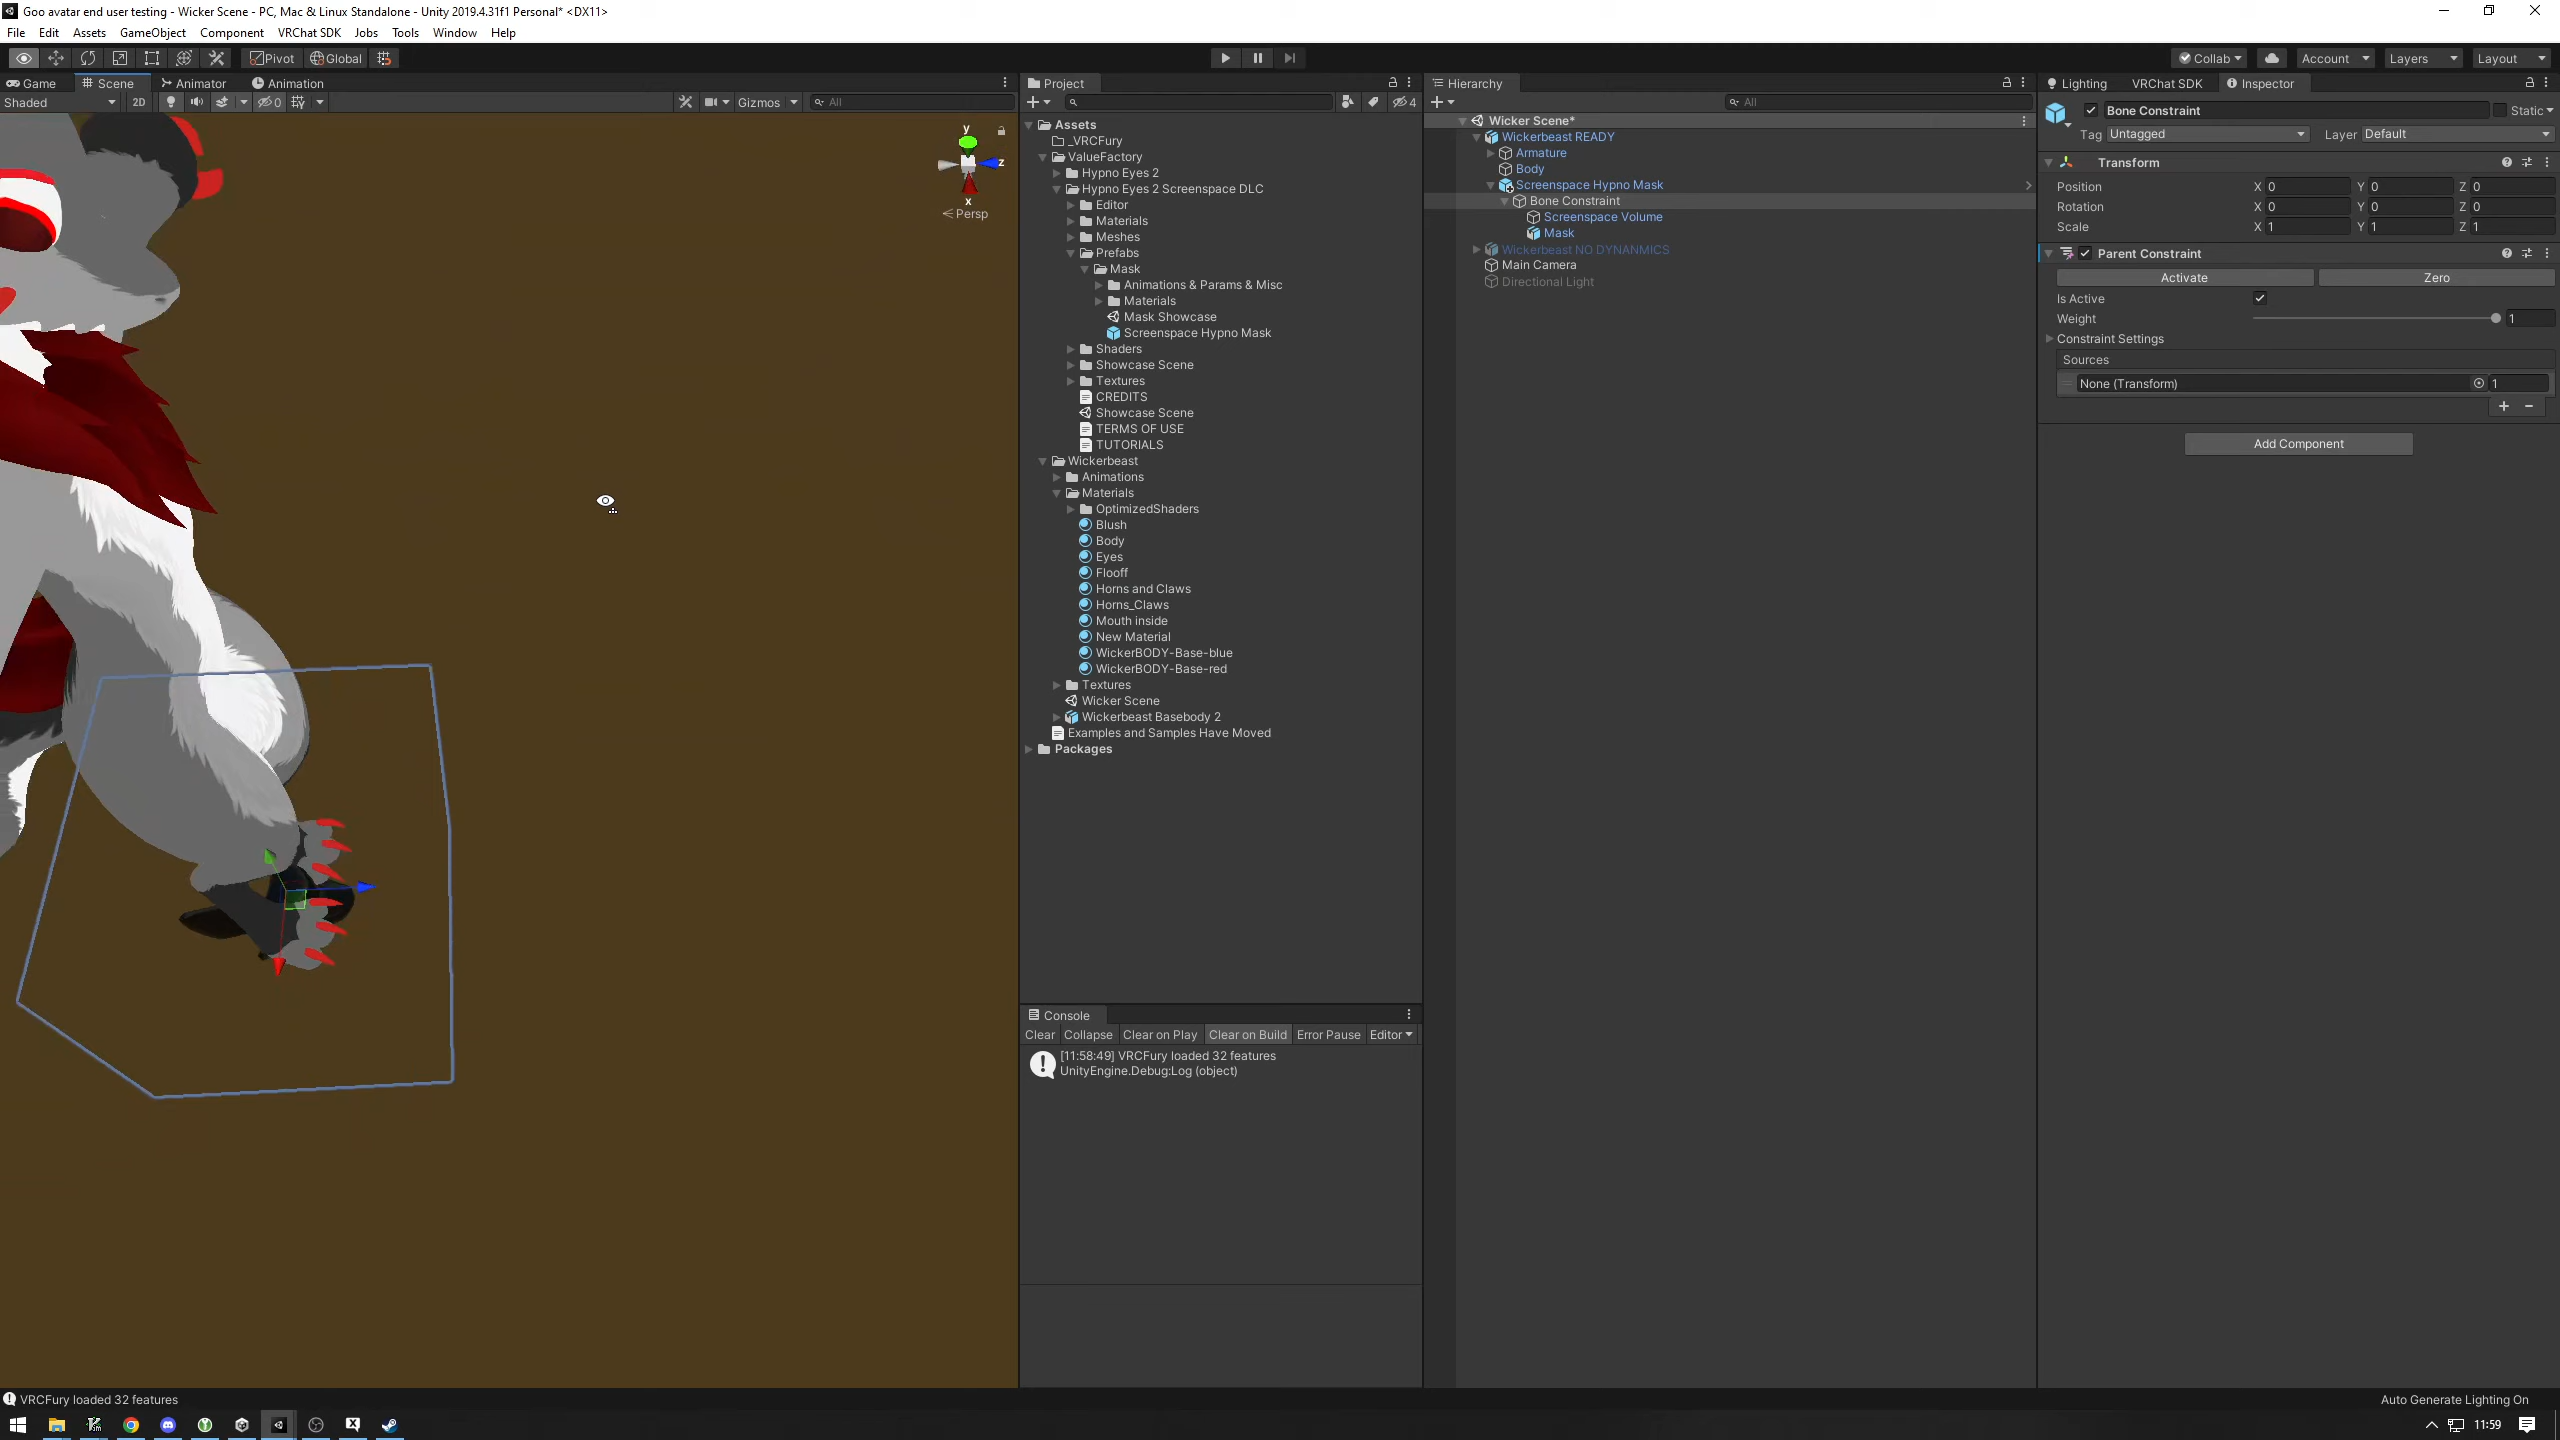 Goo avatar end user testing - Wicker Scene - PC, Mac & Linux Standalone - Unity 2019.4.31f1 Personal* <DX11>
File Edit Assets GameObject Component VRChat SDK Jobs Tools Window Help
Pivot Global Collab Account Layers Layout
Game Scene Animator Animation
Shaded 2D 0 Gizmos All
y
z
x
Persp
Project
4
Assets
_VRCFury
ValueFactory
Hypno Eyes 2
Hypno Eyes 2 Screenspace DLC
Editor
Materials
Meshes
Prefabs
Mask
Animations & Params & Misc
Materials
Mask Showcase
Screenspace Hypno Mask
Shaders
Showcase Scene
Textures
CREDITS
Showcase Scene
TERMS OF USE
TUTORIALS
Wickerbeast
Animations
Materials
OptimizedShaders
Blush
Body
Eyes
Flooff
Horns and Claws
Horns_Claws
Mouth inside
New Material
WickerBODY-Base-blue
WickerBODY-Base-red
Textures
Wicker Scene
Wickerbeast Basebody 2
Examples and Samples Have Moved
Packages
Console
Clear Collapse Clear on Play Clear on Build Error Pause Editor
[11:58:49] VRCFury loaded 32 features
UnityEngine.Debug:Log (object)
Hierarchy
All
Wicker Scene*
Wickerbeast READY
Armature
Body
Screenspace Hypno Mask
Bone Constraint
Screenspace Volume
Mask
Wickerbeast NO DYNANMICS
Main Camera
Directional Light
Lighting VRChat SDK Inspector
Bone Constraint Static
Tag Untagged Layer Default
Transform
Position X 0 Y 0 Z 0
Rotation X 0 Y 0 Z 0
Scale X 1 Y 1 Z 1
Parent Constraint
Activate Zero
Is Active
Weight 1
Constraint Settings
Sources
None (Transform) 1
Add Component
VRCFury loaded 32 features
Auto Generate Lighting On
11:59